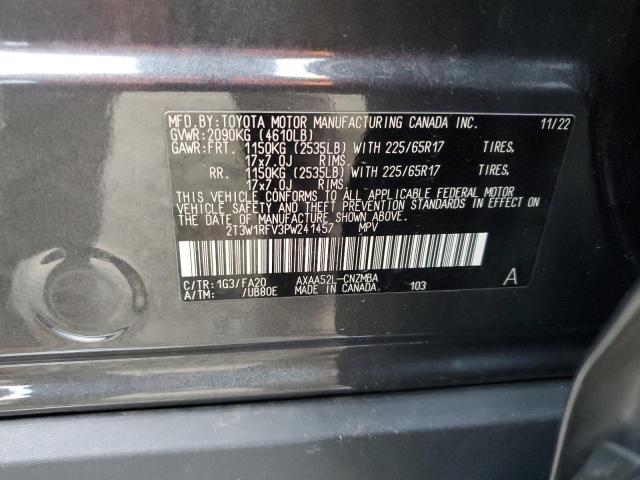 MFD.BY:TOYOTA MOTOR MANUFACTURING CANADA INC. 11/22
GVWR:2090KG (4610LB)
GAWR:FRT. 1150KG (2535LB) WITH 225/65R17 TIRES,
17x7.0J RIMS.
RR. 1150KG (2535LB) WITH 225/65R17 TIRES,
17x7.0J RIMS.
THIS VEHICLE CONFORMS TO ALL APPLICABLE FEDERAL MOTOR
VEHICLE SAFETY AND THEFT PREVENTION STANDARDS IN EFFECT ON
THE DATE OF MANUFACTURE SHOWN ABOVE.
2T3W1RFV3PW241457 MPV
C/TR:1G3/FA20 AXAA52L-CNZMBA
A/TM: /UB80E MADE IN CANADA. 103 A